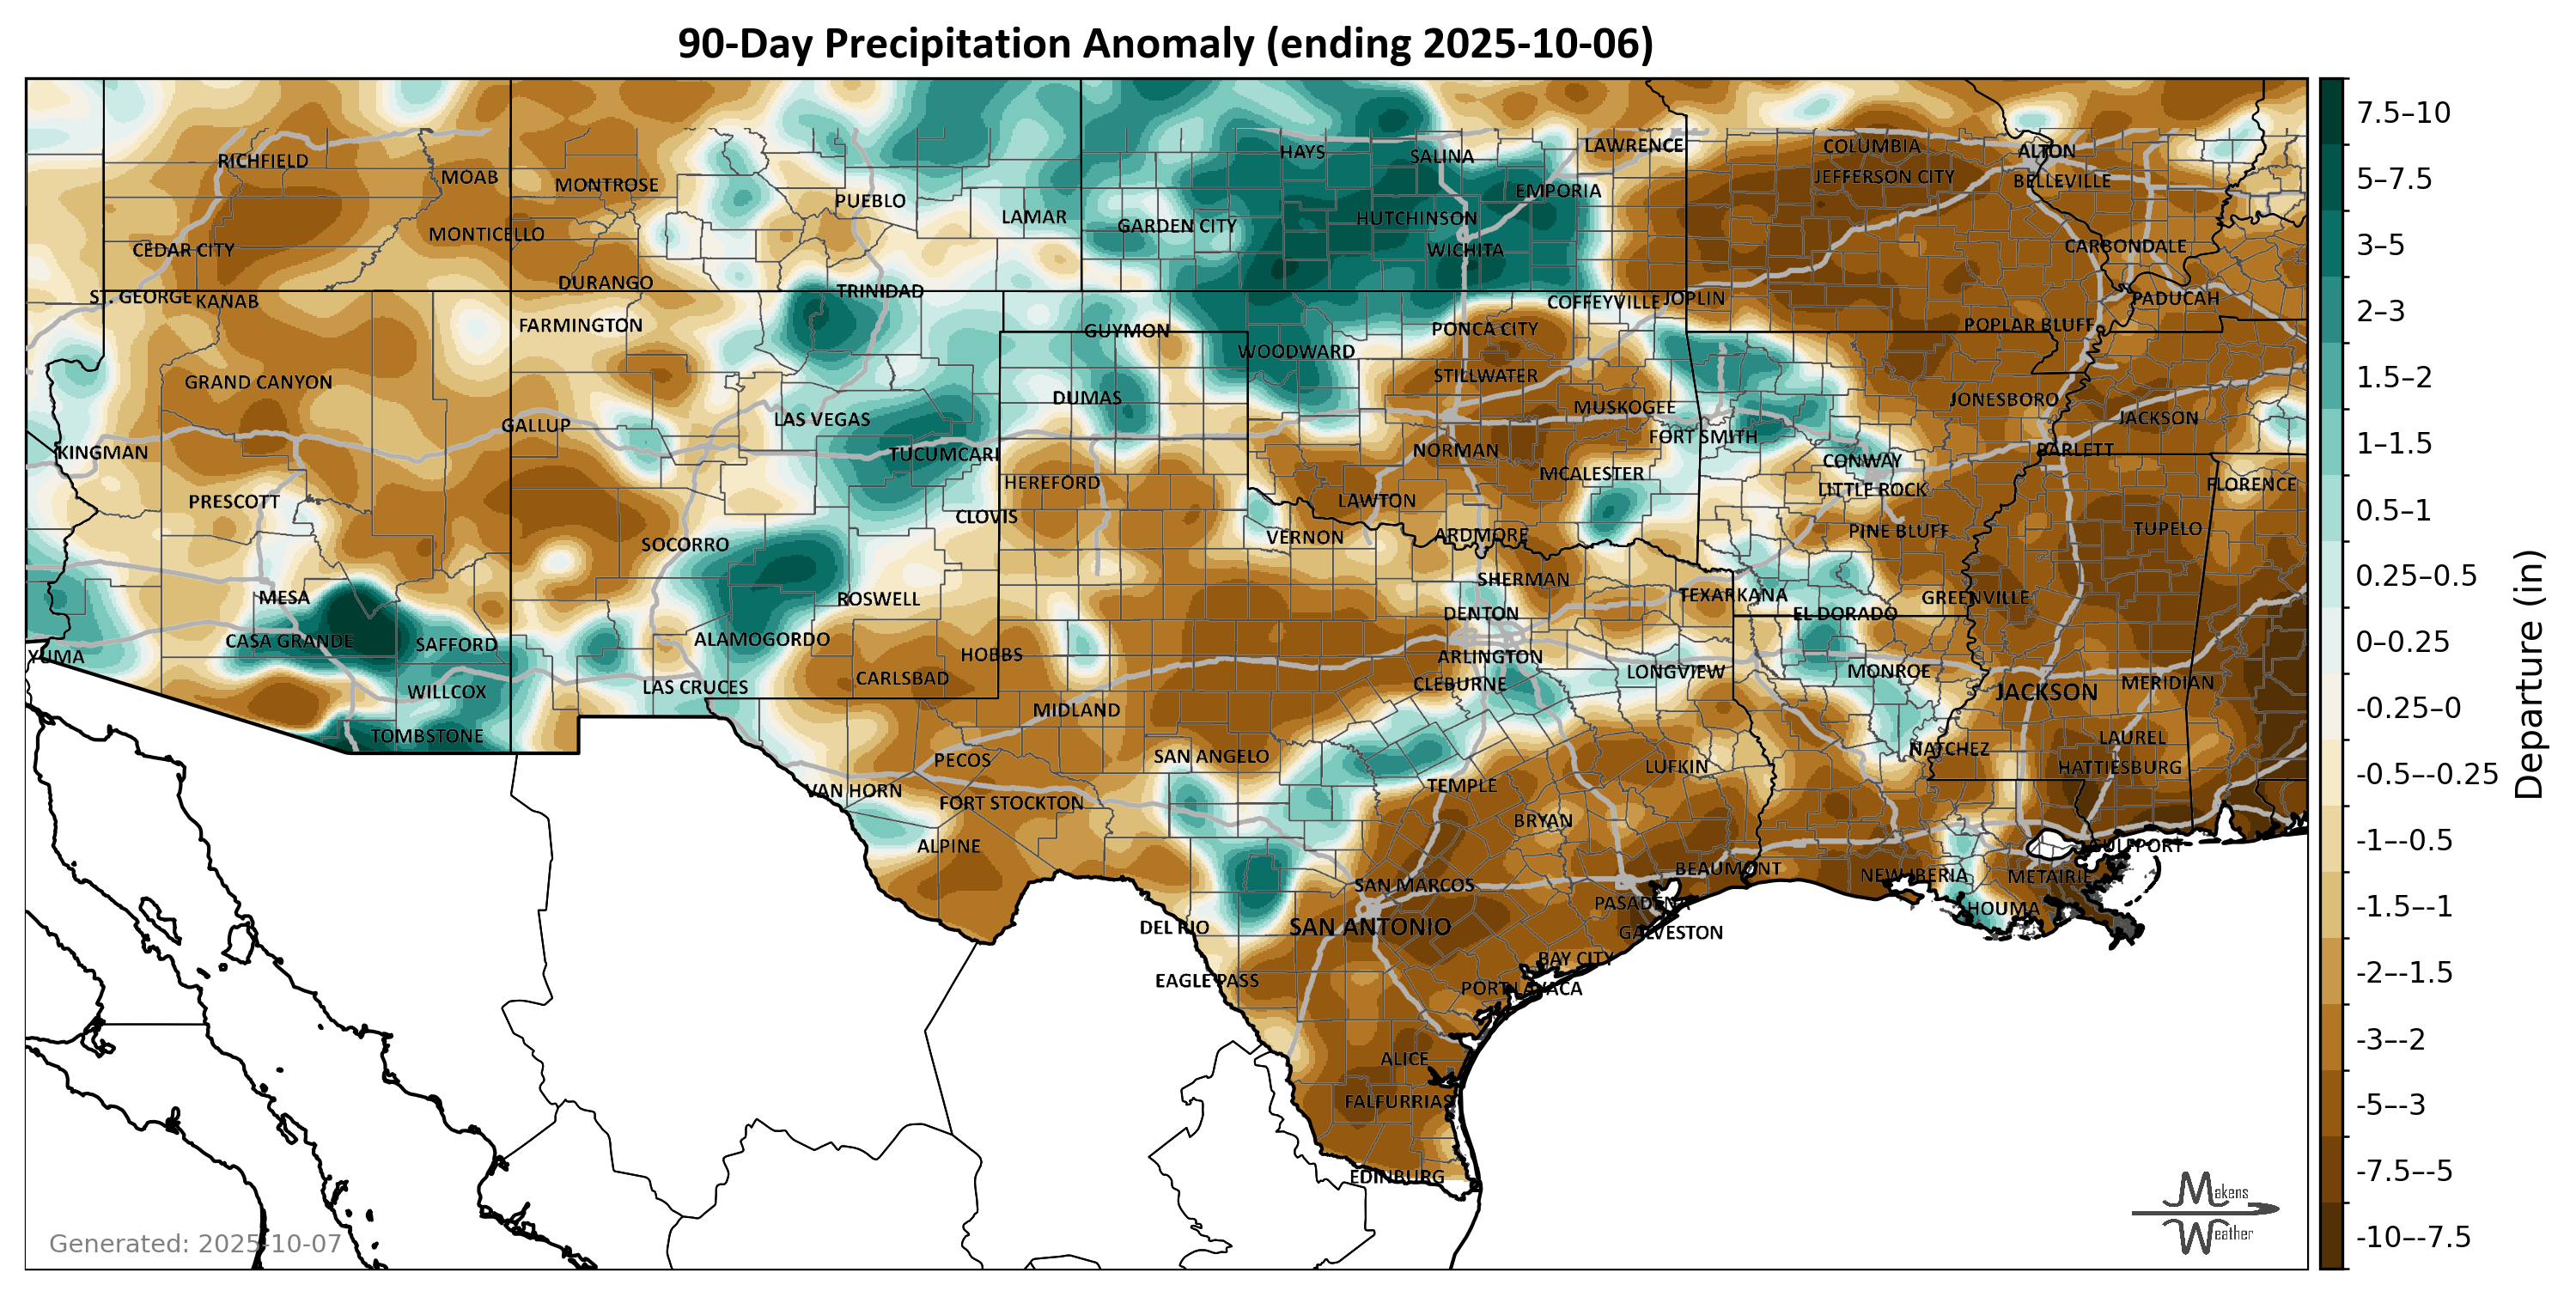 90-Day Precipitation Anomaly (ending 2025-10-06)
RICHFIELD
MOAB
MONTROSE
PUEBLO
LAMAR
GARDEN CITY
HAYS
SALINA
HUTCHINSON
WICHITA
EMPORIA
LAWRENCE
COLUMBIA
JEFFERSON CITY
ALTON
BELLEVILLE
CEDAR CITY
MONTICELLO
CARBONDALE
DURANGO
TRINIDAD
ST. GEORGE
KANAB
FARMINGTON
GUYMON
WOODWARD
PONCA CITY
COFFEYVILLE
JOPLIN
POPLAR BLUFF
PADUCAH
GRAND CANYON
GALLUP
LAS VEGAS
DUMAS
STILLWATER
MUSKOGEE
JONESBORO
JACKSON
KINGMAN
TUCUMCARI
NORMAN
FORT SMITH
BARLETT
PRESCOTT
HEREFORD
LAWTON
MCALESTER
CONWAY
LITTLE ROCK
FLORENCE
SOCORRO
CLOVIS
VERNON
ARDMORE
PINE BLUFF
TUPELO
MESA
ROSWELL
SHERMAN
DENTON
TEXARKANA
EL DORADO
GREENVILLE
YUMA
CASA GRANDE
SAFFORD
ALAMOGORDO
HOBBS
ARLINGTON
WILLCOX
LAS CRUCES
CARLSBAD
CLEBURNE
LONGVIEW
MONROE
JACKSON
MERIDIAN
TOMBSTONE
MIDLAND
PECOS
SAN ANGELO
LUFKIN
NATCHEZ
LAUREL
HATTIESBURG
VAN HORN
FORT STOCKTON
TEMPLE
BRYAN
ALPINE
BEAUMONT
GULFPORT
SAN MARCOS
NEW IBERIA
METAIRIE
DEL RIO
SAN ANTONIO
PASADENA
GALVESTON
HOUMA
EAGLE PASS
BAY CITY
PORT LAVACA
ALICE
FALFURRIAS
EDINBURG
7.5–10
5–7.5
3–5
2–3
1.5–2
1–1.5
0.5–1
0.25–0.5
0–0.25
-0.25–0
-0.5–-0.25
-1–-0.5
-1.5–-1
-2–-1.5
-3–-2
-5–-3
-7.5–-5
-10–-7.5
Departure (in)
Generated: 2025-10-07
Makens
Weather